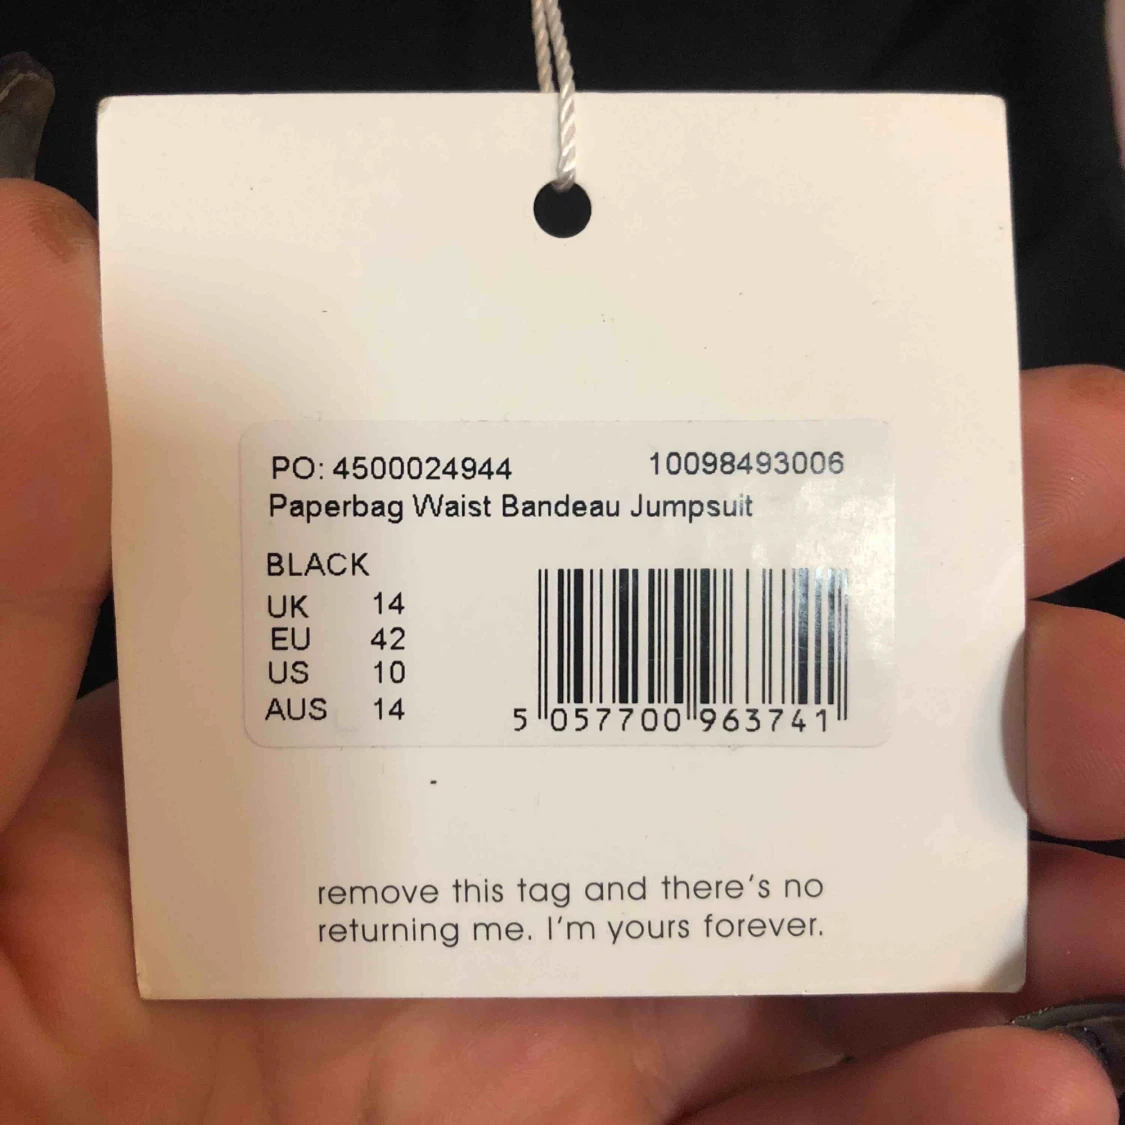 PO: 4500024944 10098493006
Paperbag Waist Bandeau Jumpsuit
BLACK
UK 14
EU 42
US 10
AUS 14
5 057700 963741
remove this tag and there's no
returning me. I'm yours forever.